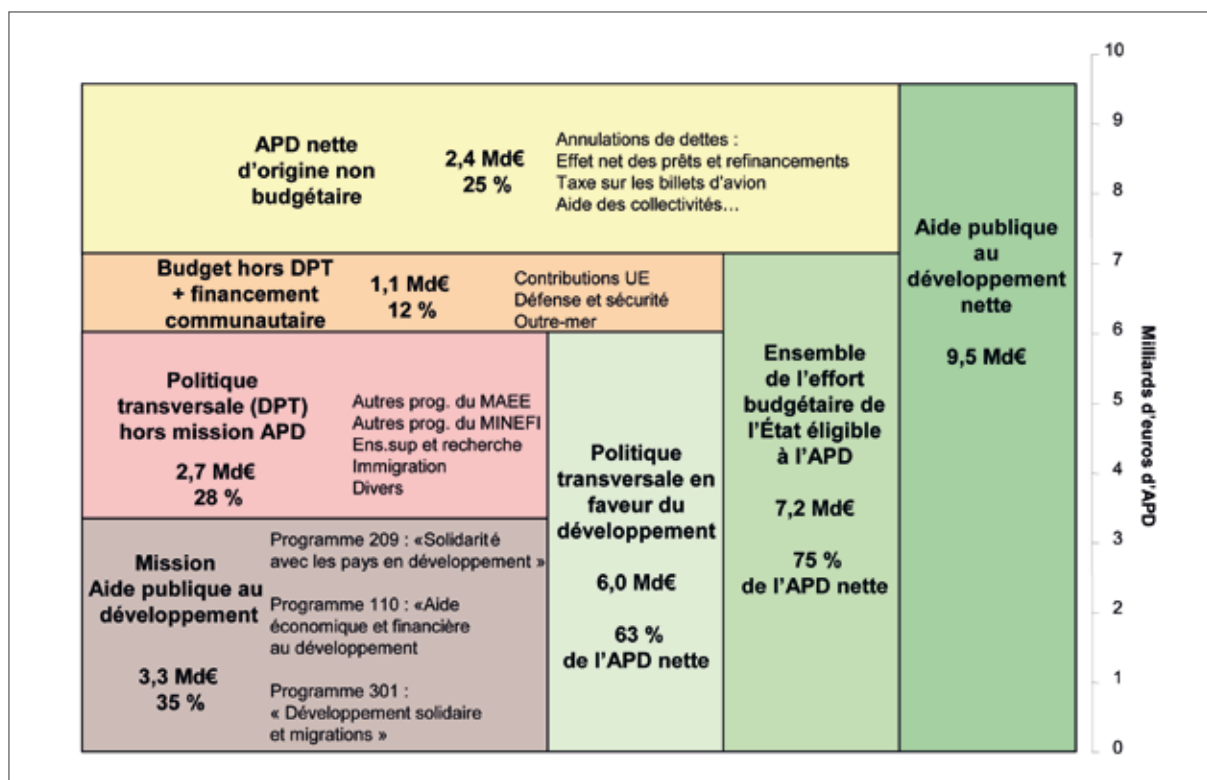 APD nette
d’origine non
budgétaire
2,4 Md€
25 %
Annulations de dettes :
Effet net des prêts et refinancements
Taxe sur les billets d’avion
Aide des collectivités…
Budget hors DPT
+ financement
communautaire
1,1 Md€
12 %
Contributions UE
Défense et sécurité
Outre-mer
Politique
transversale (DPT)
hors mission APD
2,7 Md€
28 %
Autres prog. du MAEE
Autres prog. du MINEFI
Ens.sup et recherche
Immigration
Divers
Mission
Aide publique au
développement
3,3 Md€
35 %
Programme 209 : «Solidarité
avec les pays en développement »
Programme 110 : «Aide
économique et financière
au développement
Programme 301 :
« Développement solidaire
et migrations »
Politique
transversale en
faveur du
développement
6,0 Md€
63 %
de l’APD nette
Ensemble
de l’effort
budgétaire de
l’État éligible
à l’APD
7,2 Md€
75 %
de l’APD nette
Aide publique
au
développement
nette
9,5 Md€
10
9
8
7
6
5
4
3
2
1
0
Milliards d’euros d’APD